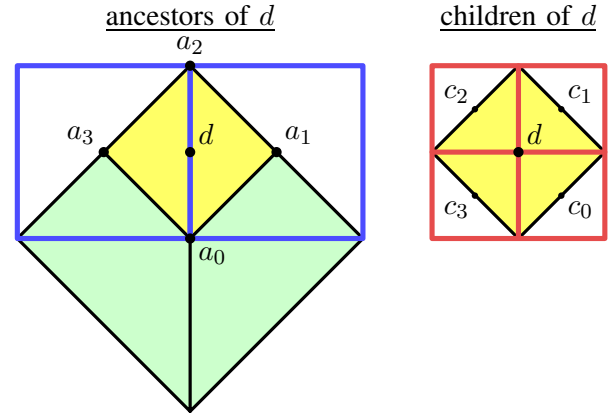 ancestors of d
a₂
a₃
d
a₁
a₀
children of d
c₂
c₁
d
c₃
c₀